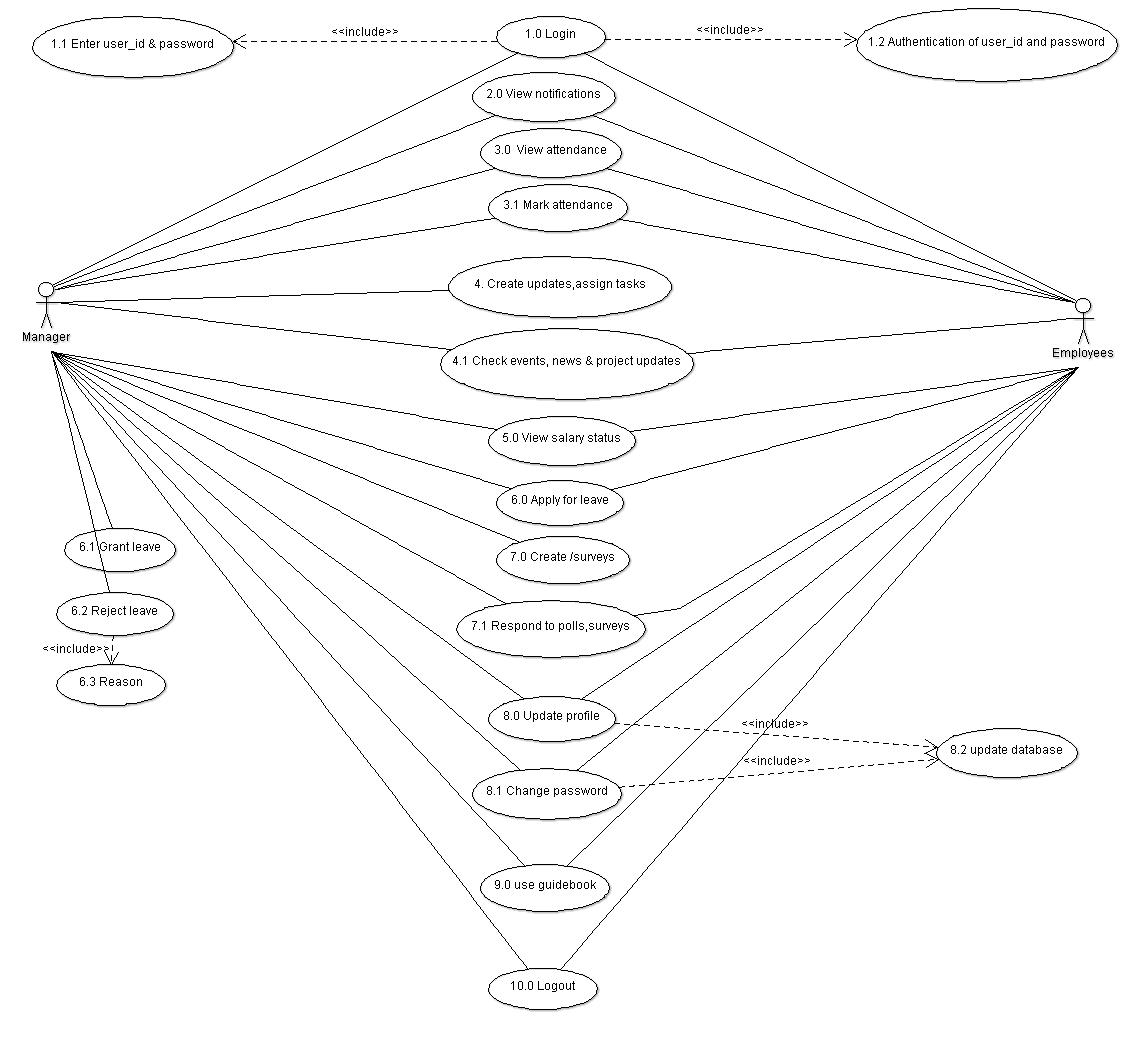 <<include>>
<<include>>
1.0 Login
1.1 Enter user_id & password
1.2 Authentication of user_id and password
2.0 View notifications
3.0 View attendance
3.1 Mark attendance
4. Create updates,assign tasks
Manager
Employees
4.1 Check events, news & project updates
5.0 View salary status
6.0 Apply for leave
6.1 Grant leave
7.0 Create /surveys
6.2 Reject leave
7.1 Respond to polls,surveys
<<include>>
6.3 Reason
8.0 Update profile
<<include>>
8.2 update database
<<include>>
8.1 Change password
9.0 use guidebook
10.0 Logout